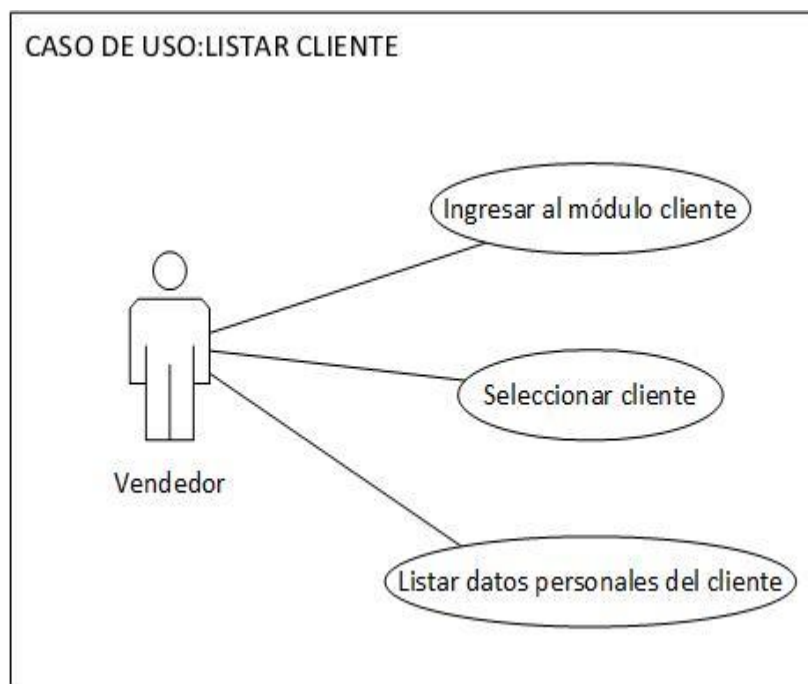 CASO DE USO:LISTAR CLIENTE
Ingresar al módulo cliente
Seleccionar cliente
Vendedor
Listar datos personales del cliente